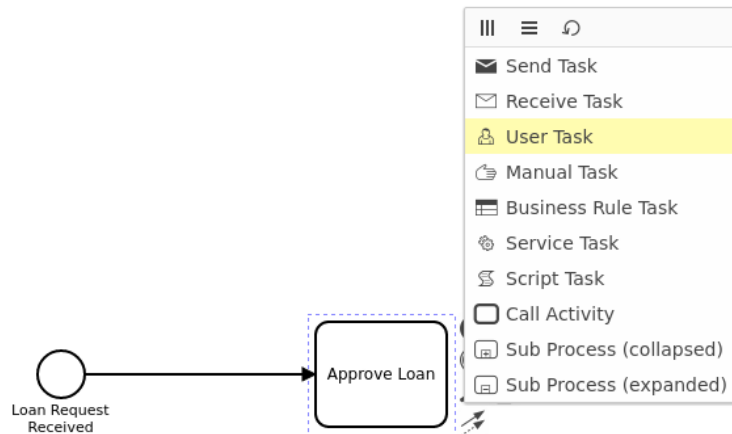 Send Task
Receive Task
User Task
Manual Task
Business Rule Task
Service Task
Script Task
Call Activity
Sub Process (collapsed)
Sub Process (expanded)
Approve Loan
Loan Request
Received